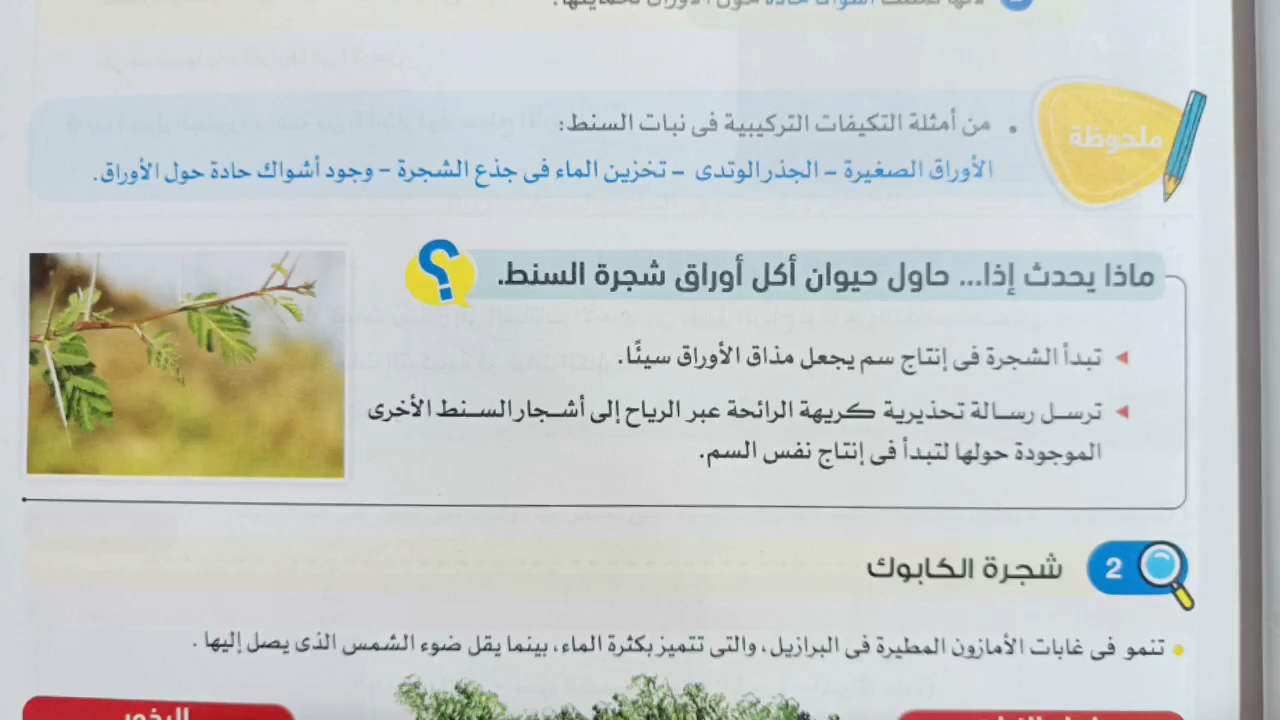 حول الأوراق لحمايتها.
ملحوظة
• من أمثلة التكيفات التركيبية فى نبات السنط:
الأوراق الصغيرة - الجذر الوتدى - تخزين الماء فى جذع الشجرة - وجود أشواك حادة حول الأوراق.
ماذا يحدث إذا... حاول حيوان أكل أوراق شجرة السنط.
؟
تبدأ الشجرة فى إنتاج سم يجعل مذاق الأوراق سيئًا.
ترسل رسالة تحذيرية كريهة الرائحة عبر الرياح إلى أشجار السنط الأخرى
الموجودة حولها لتبدأ فى إنتاج نفس السم.
2 شجرة الكابوك
• تنمو فى غابات الأمازون المطيرة فى البرازيل، والتى تتميز بكثرة الماء، بينما يقل ضوء الشمس الذى يصل إليها .